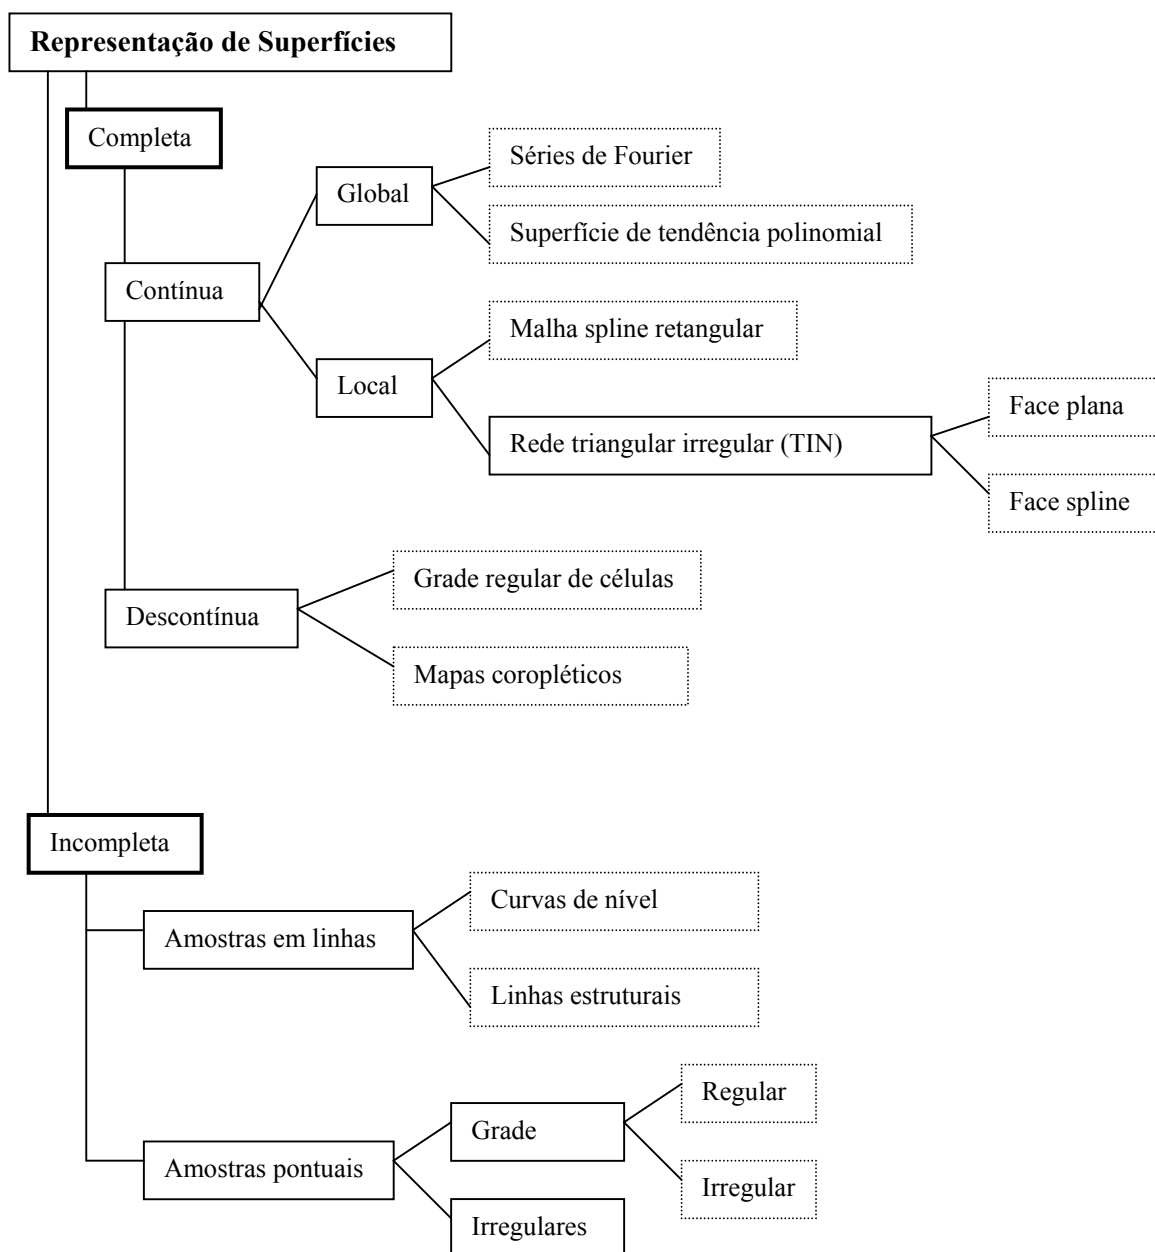 Representação de Superfícies
Completa
Séries de Fourier
Global
Superfície de tendência polinomial
Contínua
Malha spline retangular
Local
Face plana
Rede triangular irregular (TIN)
Face spline
Grade regular de células
Descontínua
Mapas coropléticos
Incompleta
Curvas de nível
Amostras em linhas
Linhas estruturais
Regular
Grade
Amostras pontuais
Irregular
Irregulares